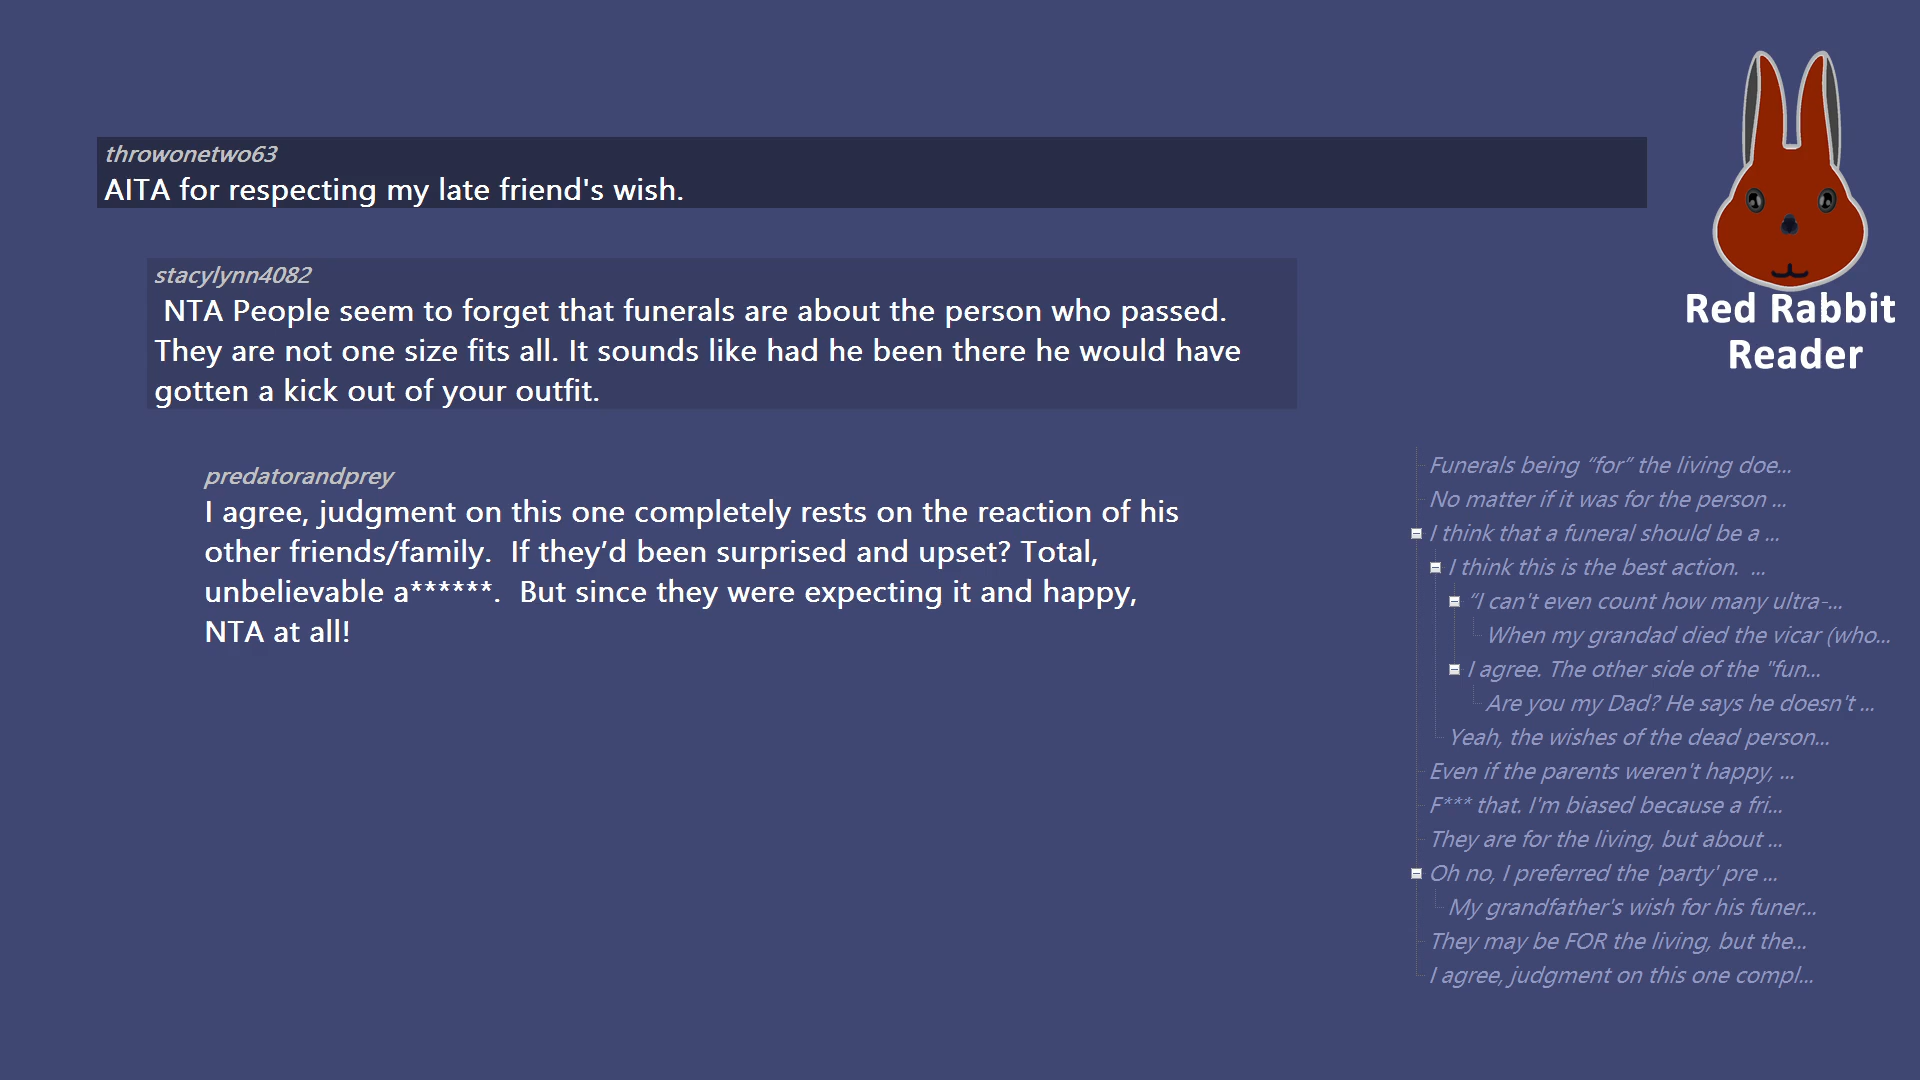 throwonetwo63
AITA for respecting my late friend's wish.
stacylynn4082
NTA People seem to forget that funerals are about the person who passed.
They are not one size fits all. It sounds like had he been there he would have
gotten a kick out of your outfit.
predatorandprey
I agree, judgment on this one completely rests on the reaction of his
other friends/family.  If they’d been surprised and upset? Total,
unbelievable a******.  But since they were expecting it and happy,
NTA at all!
Red Rabbit
Reader
Funerals being “for” the living doe...
No matter if it was for the person ...
I think that a funeral should be a ...
I think this is the best action.  ...
“I can't even count how many ultra-...
When my grandad died the vicar (who...
I agree. The other side of the "fun...
Are you my Dad? He says he doesn't ...
Yeah, the wishes of the dead person...
Even if the parents weren't happy, ...
F*** that. I'm biased because a fri...
They are for the living, but about ...
Oh no, I preferred the 'party' pre ...
My grandfather's wish for his funer...
They may be FOR the living, but the...
I agree, judgment on this one compl...